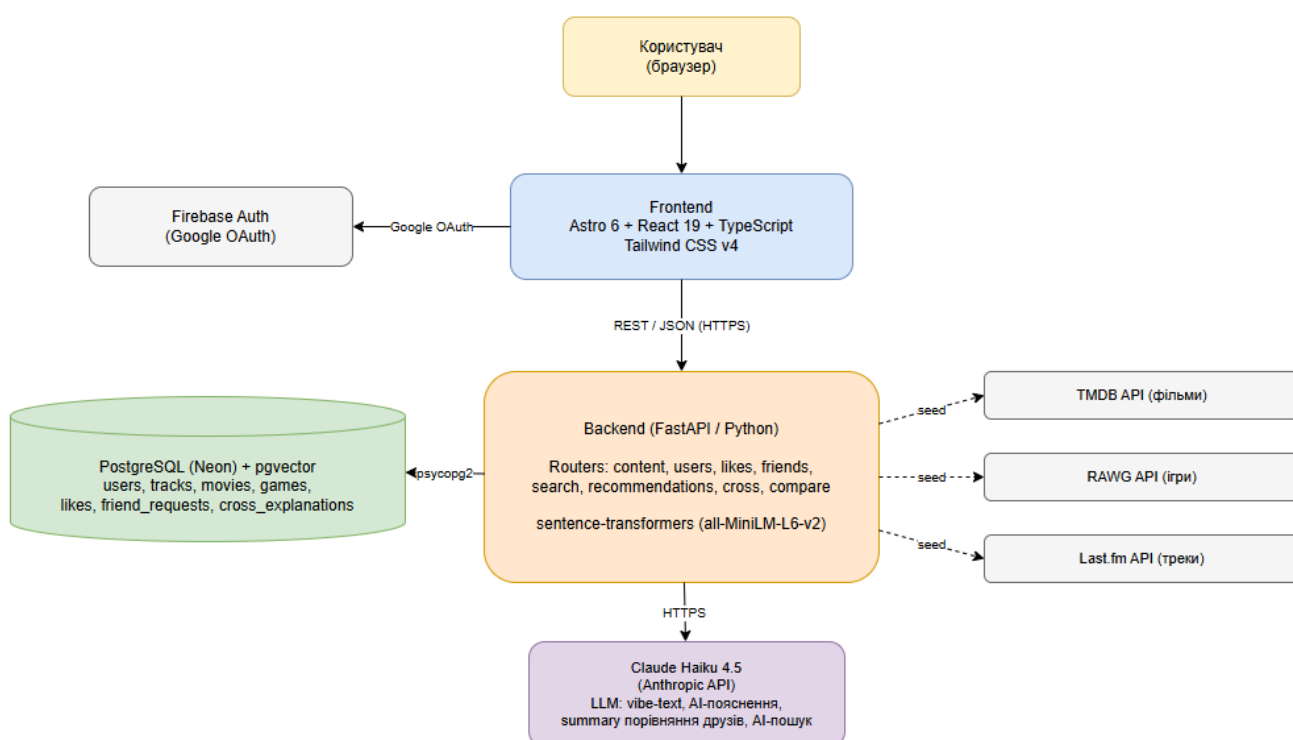 Користувач
(браузер)
Firebase Auth
(Google OAuth)
Google OAuth
Frontend
Astro 6 + React 19 + TypeScript
Tailwind CSS v4
REST / JSON (HTTPS)
PostgreSQL (Neon) + pgvector
users, tracks, movies, games,
likes, friend_requests, cross_explanations
psycopg2
Backend (FastAPI / Python)
Routers: content, users, likes, friends,
search, recommendations, cross, compare
sentence-transformers (all-MiniLM-L6-v2)
seed
TMDB API (фільми)
seed
RAWG API (ігри)
seed
Last.fm API (треки)
HTTPS
Claude Haiku 4.5
(Anthropic API)
LLM: vibe-text, AI-пояснення,
summary порівняння друзів, AI-пошук